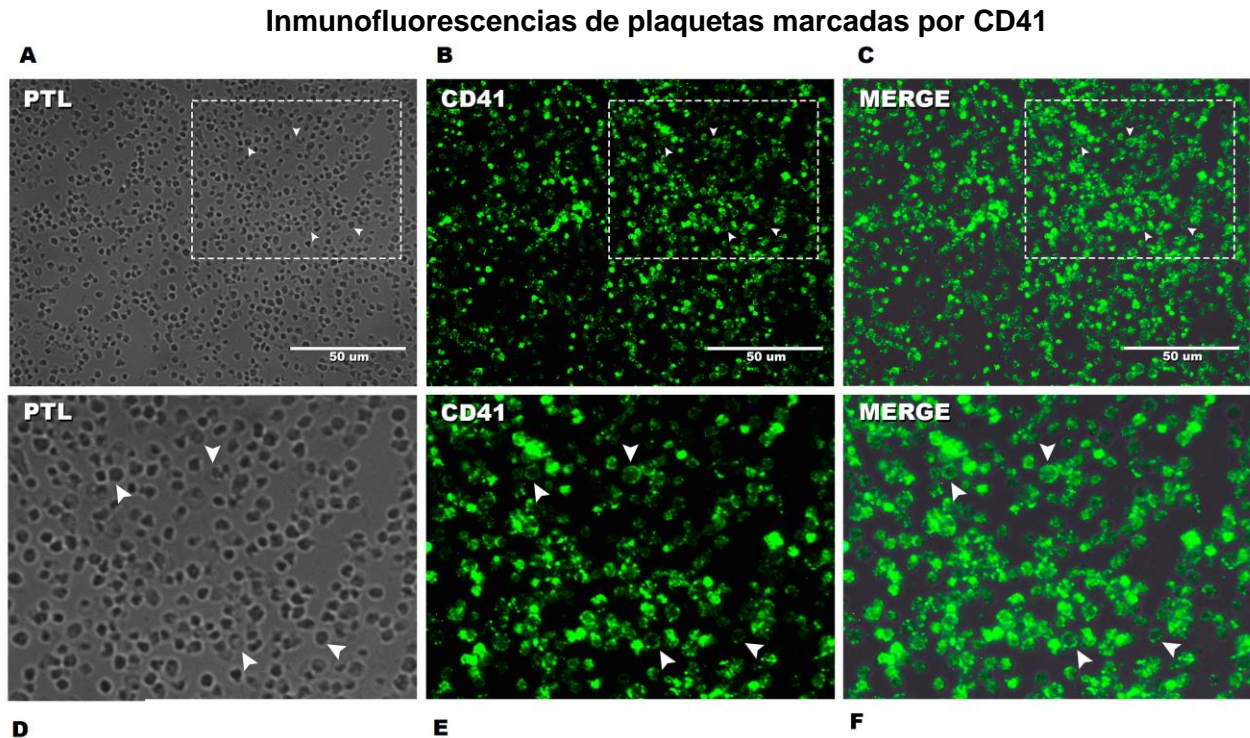 Inmunofluorescencias de plaquetas marcadas por CD41
A
B
C
PTL
CD41
MERGE
50 um
50 um
50 um
PTL
CD41
MERGE
D
E
F